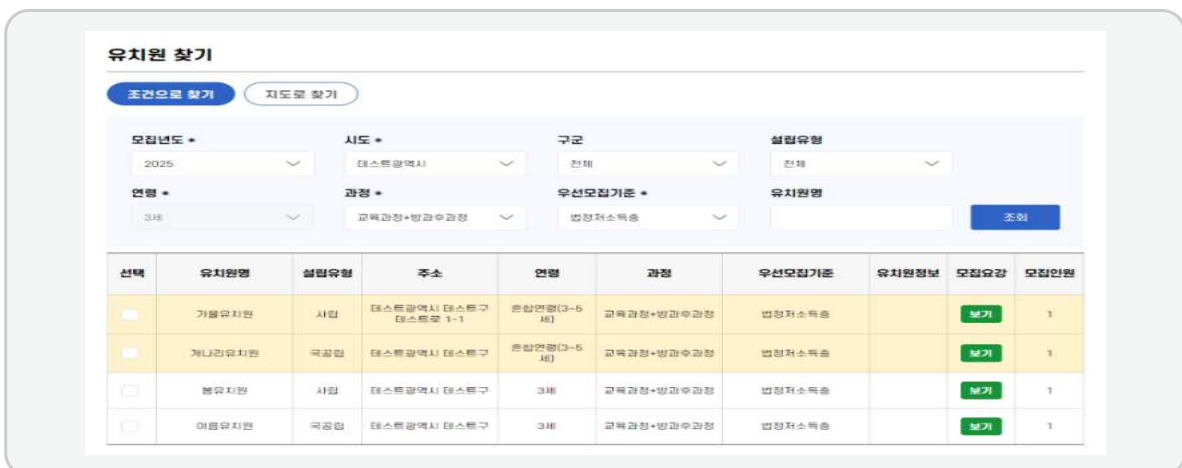 유치원 찾기
조건으로 찾기 지도로 찾기
모집년도 * 시도 * 구군 설립유형
2025 테스트광역시 전체 전체
연령 * 과정 * 우선모집기준 * 유치원명
3세 교육과정+방과후과정 법정저소득층 조회
선택 유치원명 설립유형 주소 연령 과정 우선모집기준 유치원정보 모집요강 모집인원
가을유치원 사립 테스트광역시 테스트구 테스트로 1-1 혼합연령(3~5세) 교육과정+방과후과정 법정저소득층 보기 1
개나리유치원 국공립 테스트광역시 테스트구 혼합연령(3~5세) 교육과정+방과후과정 법정저소득층 보기 1
봄유치원 사립 테스트광역시 테스트구 3세 교육과정+방과후과정 법정저소득층 보기 1
여름유치원 국공립 테스트광역시 테스트구 3세 교육과정+방과후과정 법정저소득층 보기 1